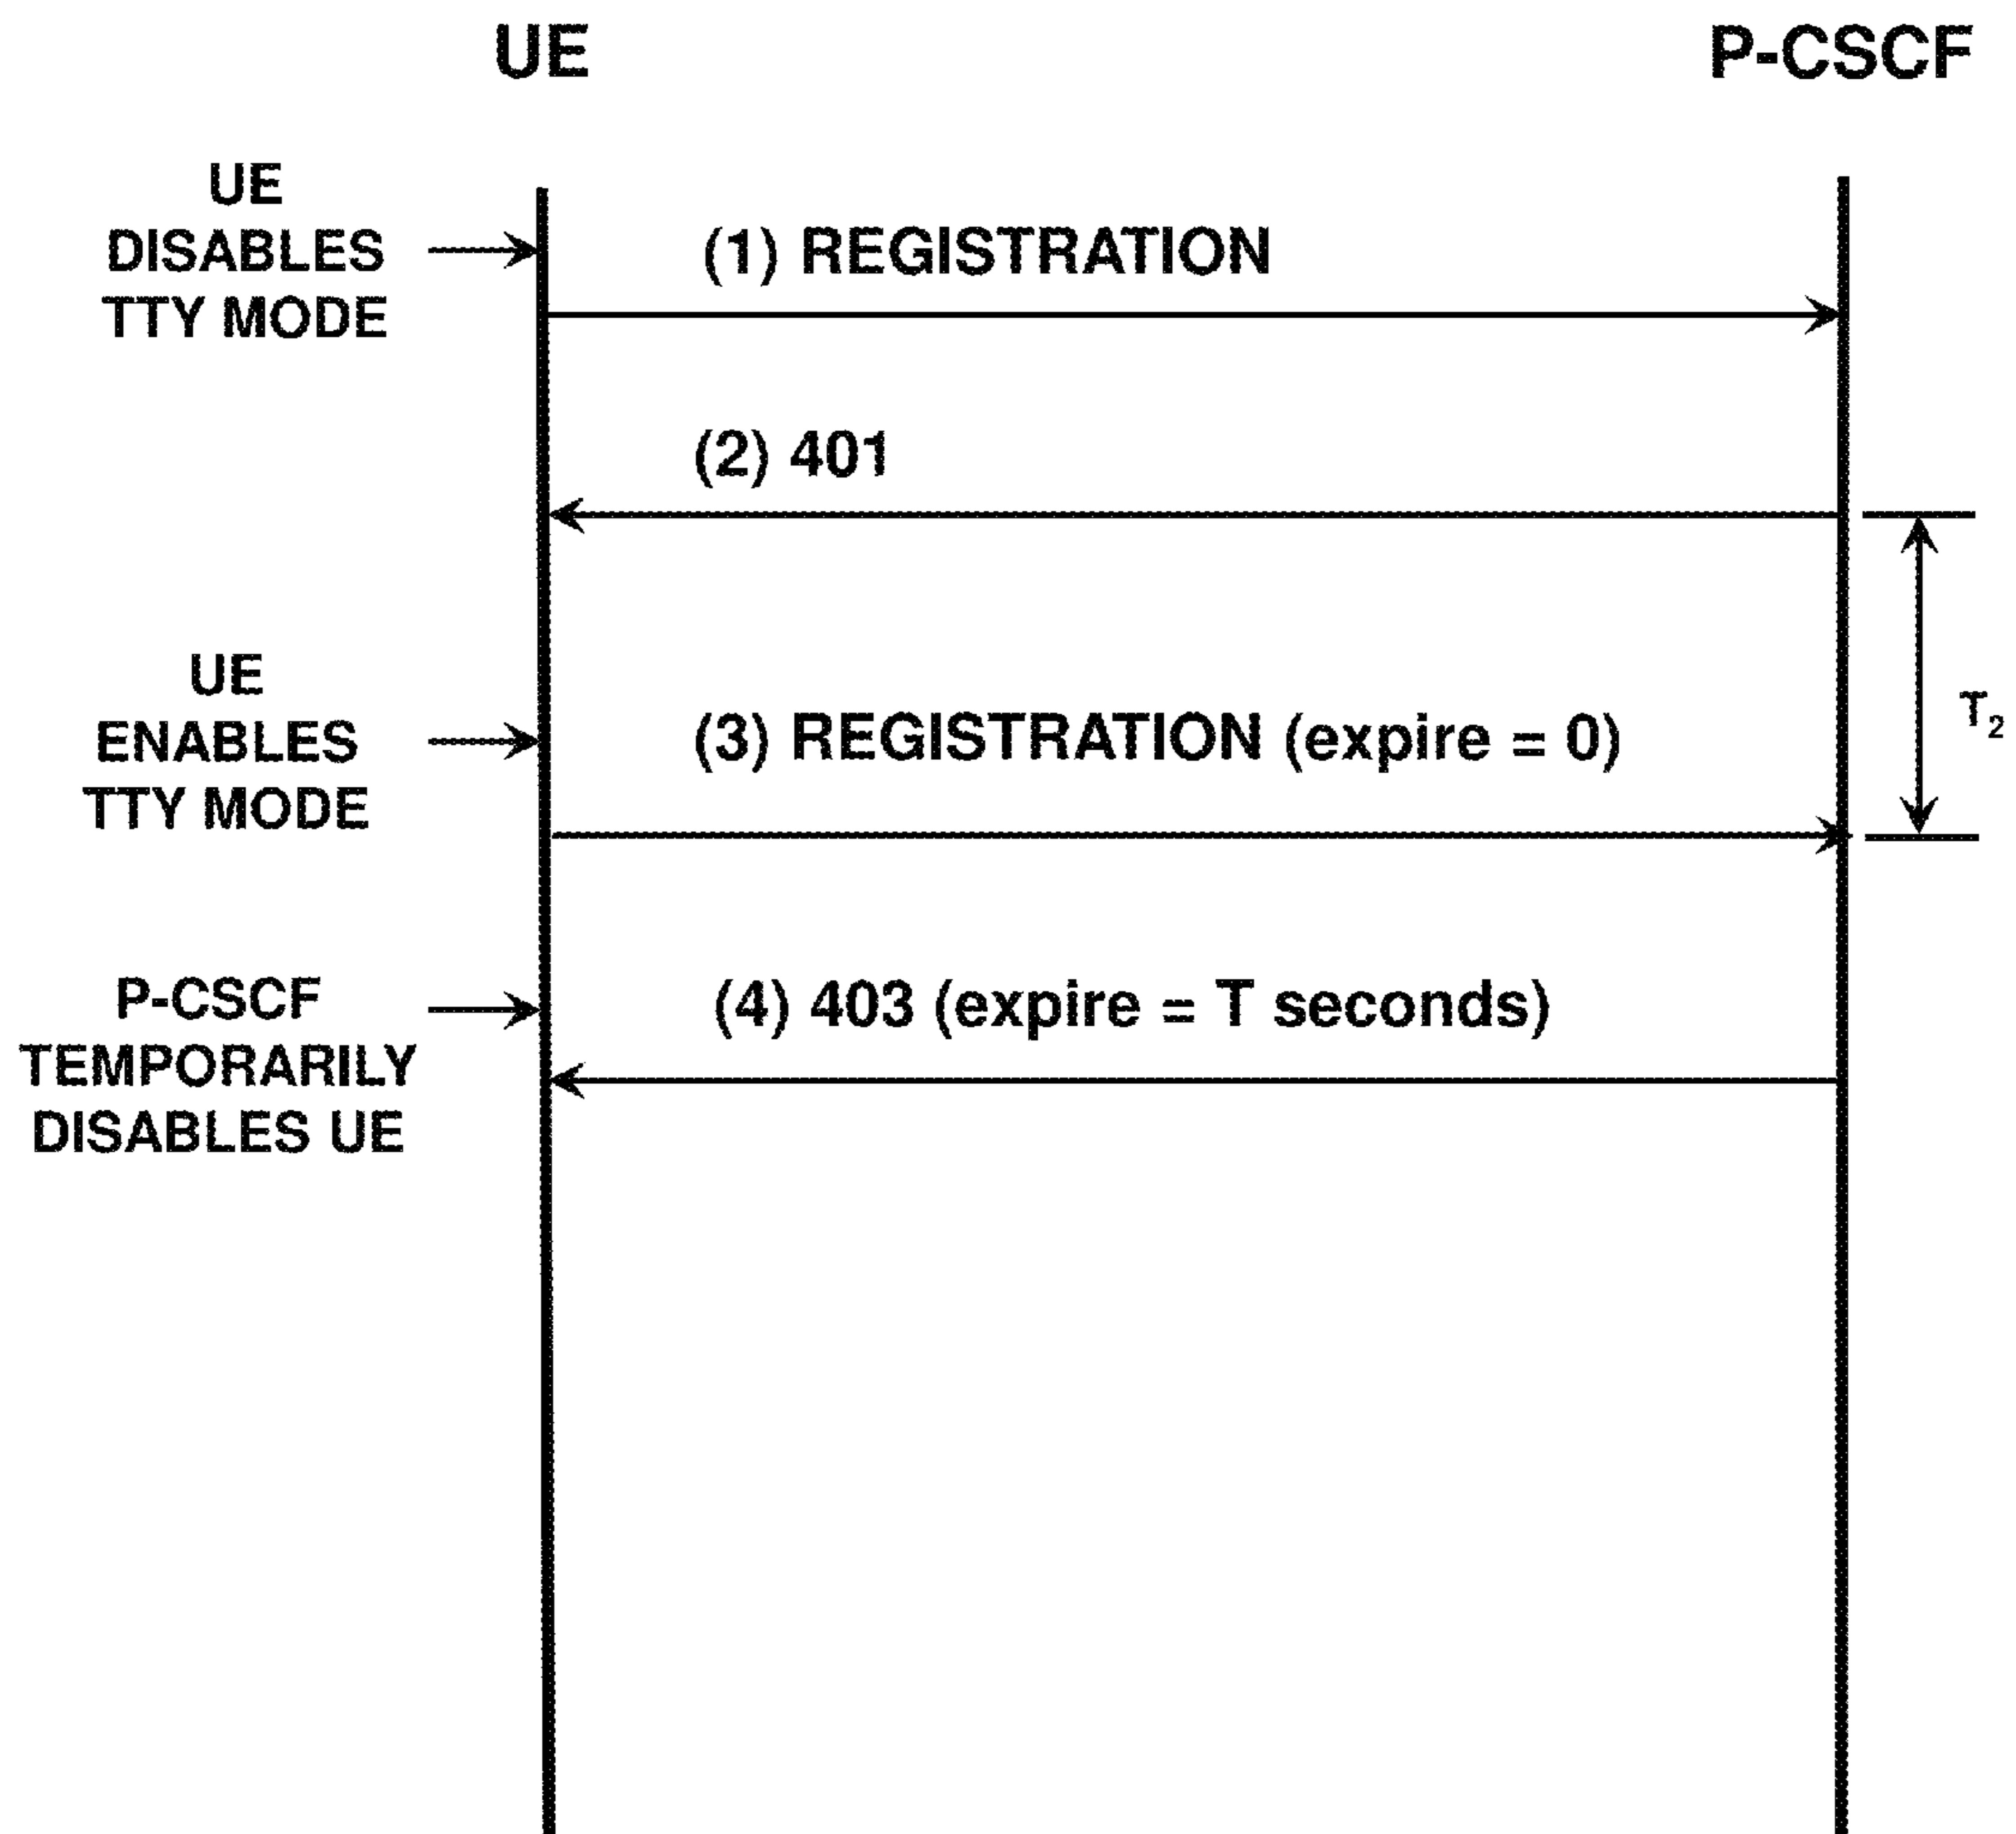 UE
P-CSCF
UE
DISABLES
TTY MODE
(1) REGISTRATION
(2) 401
UE
ENABLES
TTY MODE
(3) REGISTRATION (expire = 0)
T2
P-CSCF
TEMPORARILY
DISABLES UE
(4) 403 (expire = T seconds)